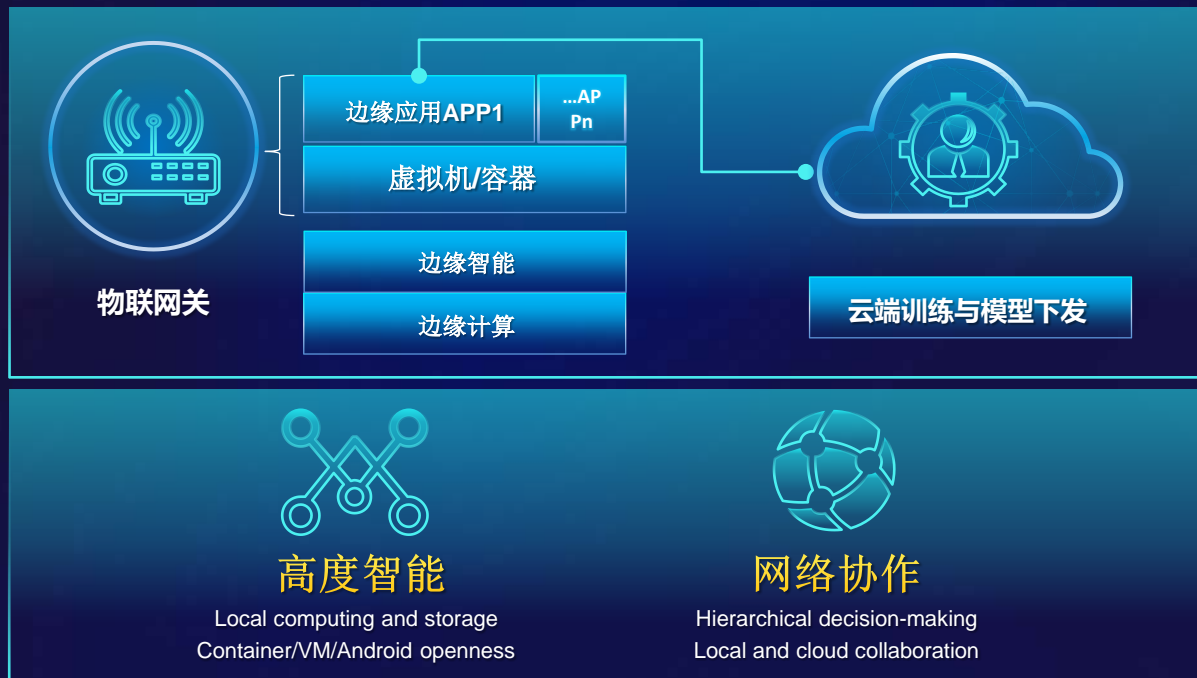 边缘应用APP1
...AP
Pn
虚拟机/容器
边缘智能
边缘计算
物联网关
云端训练与模型下发
高度智能
Local computing and storage
Container/VM/Android openness
网络协作
Hierarchical decision-making
Local and cloud collaboration